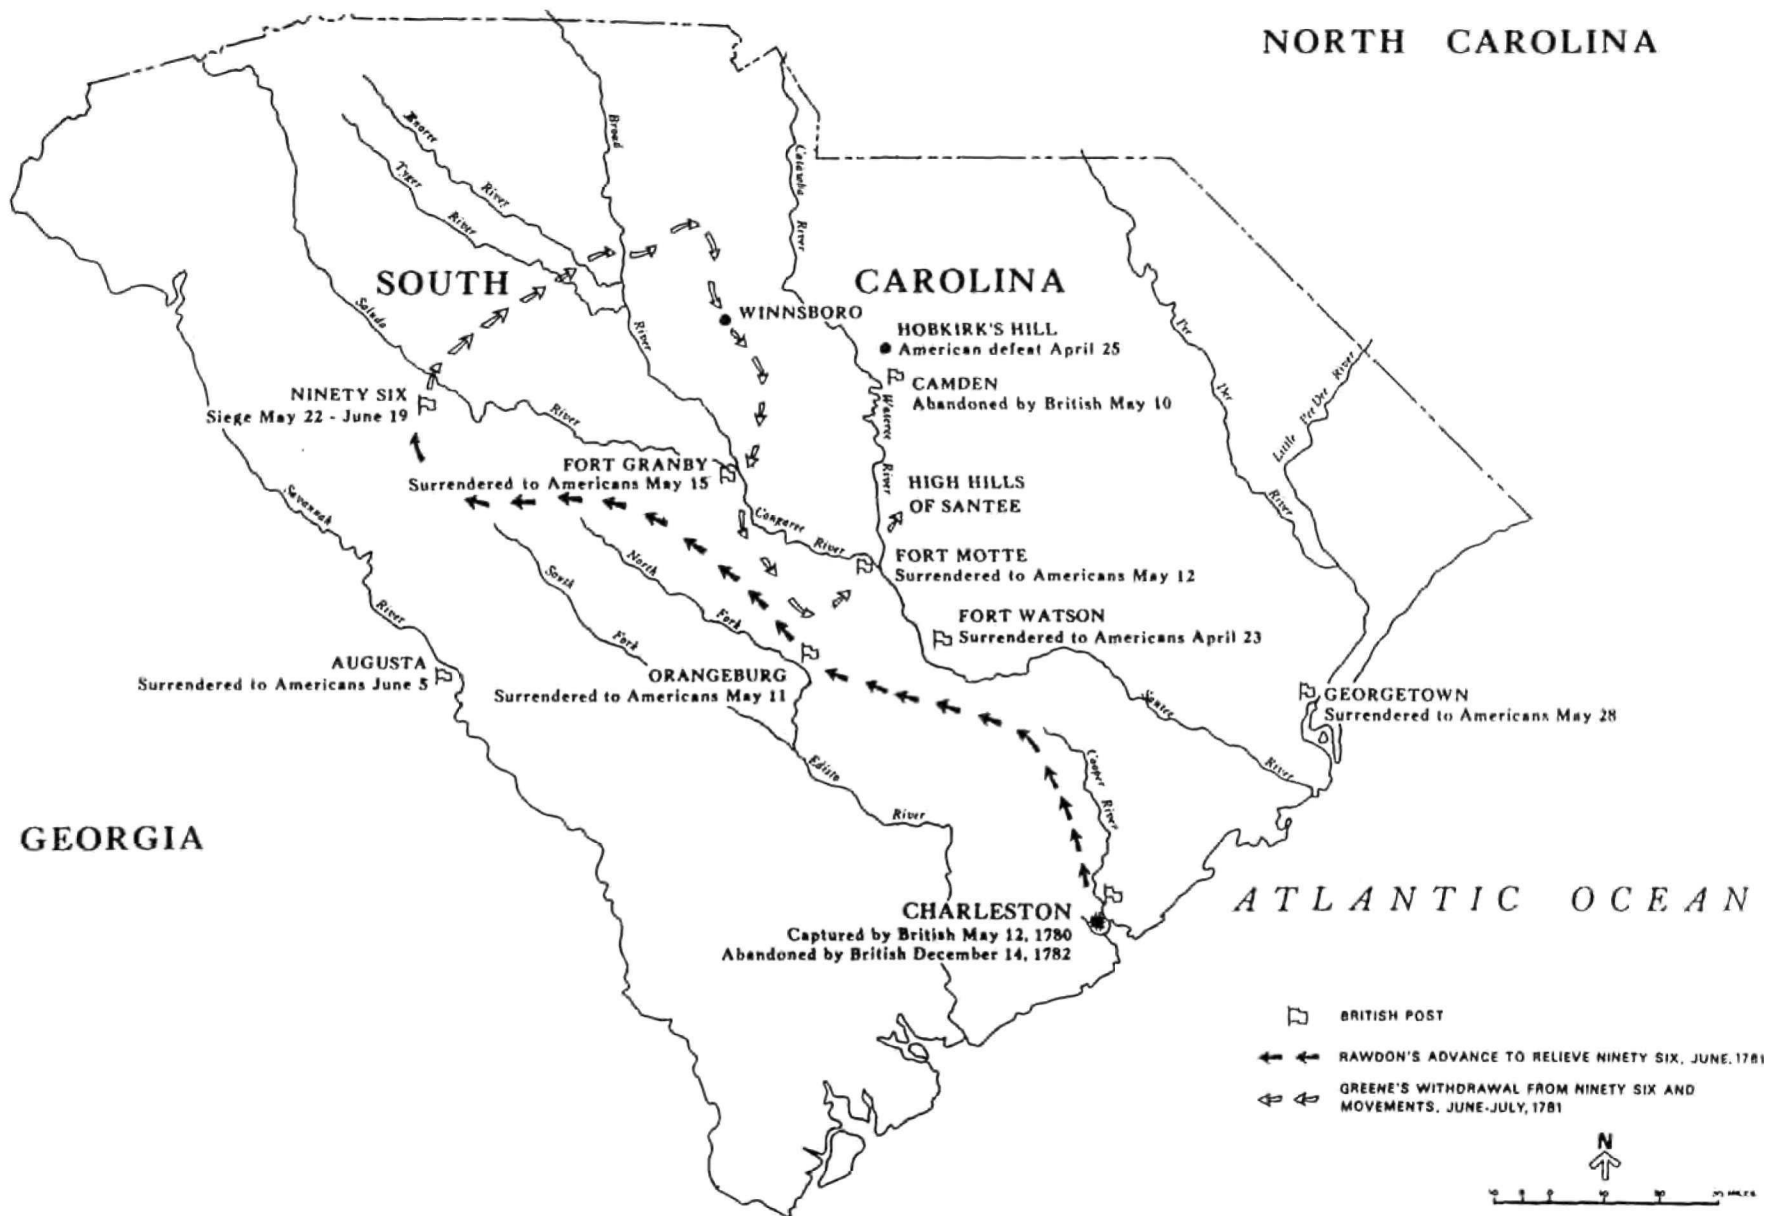 NORTH CAROLINA
Enoree
River
Tyger
River
Broad
River
Catawba
River
SOUTH
CAROLINA
Saluda
River
WINNSBORO
HOBKIRK'S HILL
American defeat April 25
CAMDEN
Abandoned by British May 10
Wateree
River
Pee
Dee
River
Little Pee Dee River
NINETY SIX
Siege May 22 - June 19
FORT GRANBY
Surrendered to Americans May 15
HIGH HILLS
OF SANTEE
Congaree
River
FORT MOTTE
Surrendered to Americans May 12
FORT WATSON
Surrendered to Americans April 23
Savannah
River
North
Fork
South
Fork
AUGUSTA
Surrendered to Americans June 5
ORANGEBURG
Surrendered to Americans May 11
GEORGETOWN
Surrendered to Americans May 28
Santee
River
Cooper
River
Edisto
River
GEORGIA
ATLANTIC OCEAN
CHARLESTON
Captured by British May 12, 1780
Abandoned by British December 14, 1782
BRITISH POST
RAWDON'S ADVANCE TO RELIEVE NINETY SIX, JUNE, 1781
GREENE'S WITHDRAWAL FROM NINETY SIX AND
MOVEMENTS, JUNE-JULY, 1781
N
MILES